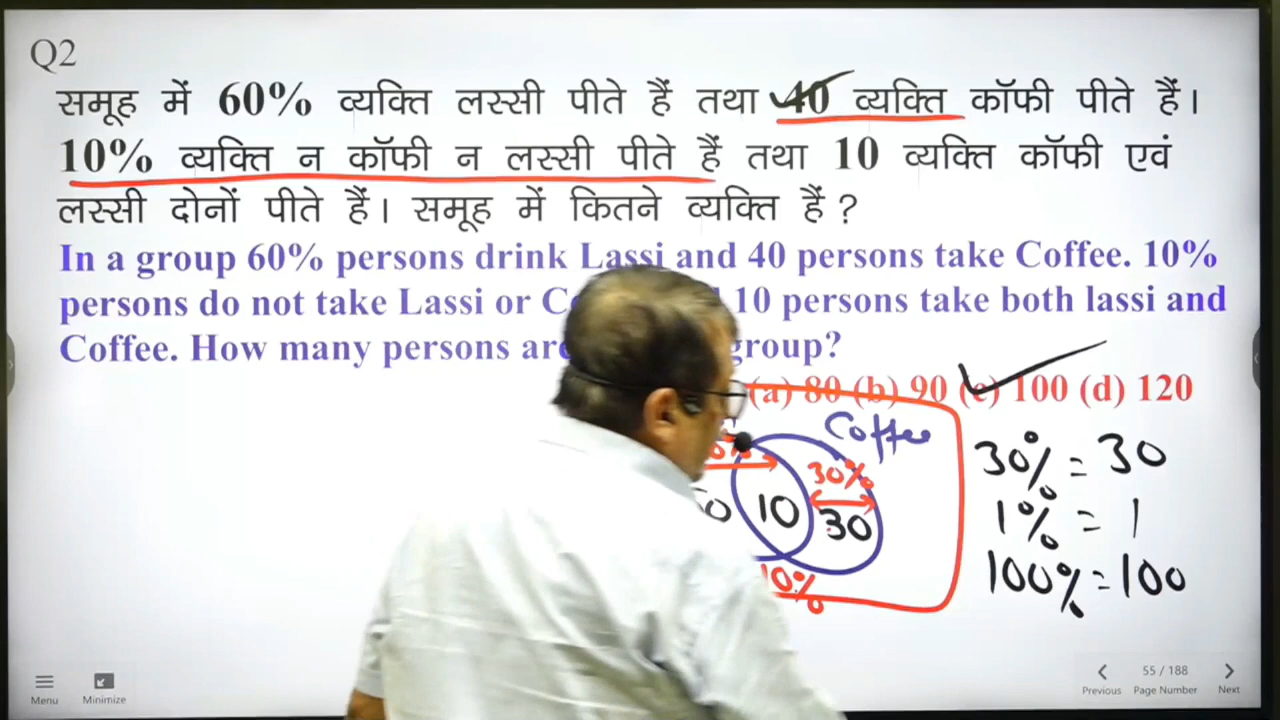 Q2
समूह में 60% व्यक्ति लस्सी पीते हैं तथा 40 व्यक्ति कॉफी पीते हैं।
10% व्यक्ति न कॉफी न लस्सी पीते हैं तथा 10 व्यक्ति कॉफी एवं
लस्सी दोनों पीते हैं। समूह में कितने व्यक्ति हैं ?
In a group 60% persons drink Lassi and 40 persons take Coffee. 10%
persons do not take Lassi or 10 persons take both lassi and
Coffee. How many persons group?
(a) 80 (b) 90 (c) 100 (d) 120
Coffee
30%
10 30
10%
30% = 30
1% = 1
100% = 100
Menu Minimize
55 / 188
Previous Page Number Next